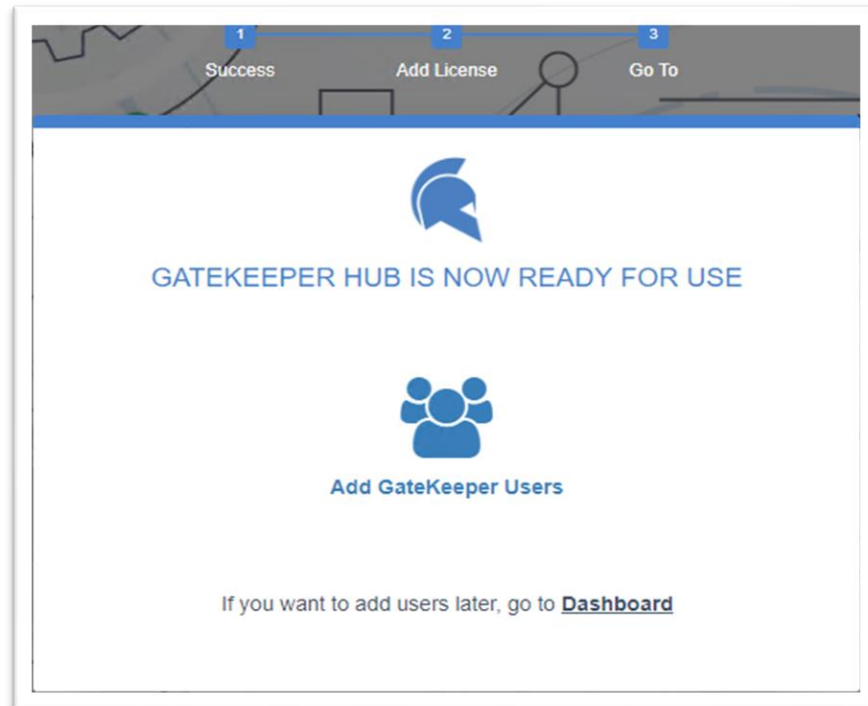 1 2 3
Success Add License Go To
GATEKEEPER HUB IS NOW READY FOR USE
Add GateKeeper Users
If you want to add users later, go to Dashboard